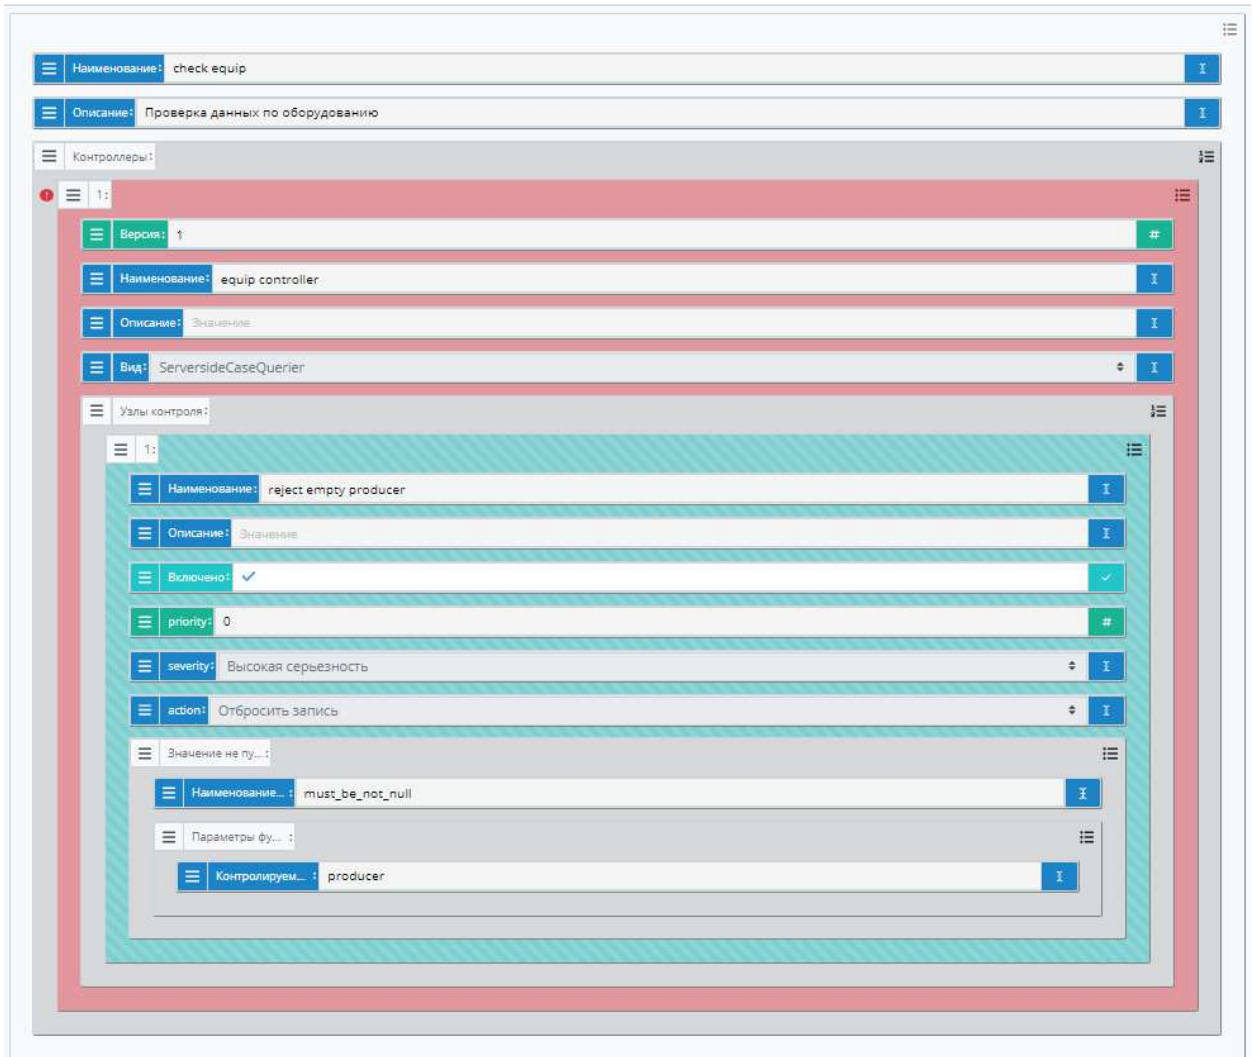 Наименование: check equip
Описание: Проверка данных по оборудованию
Контроллеры:
1:
Версия: 1 #
Наименование: equip controller
Описание: Значение
Вид: ServersideCaseQuerier
Узлы контроля:
1:
Наименование: reject empty producer
Описание: Значение
Включено:
priority: 0 #
severity: Высокая серьезность
action: Отбросить запись
Значение не пу... :
Наименование... : must_be_not_null
Параметры фу... :
Контролируем... : producer